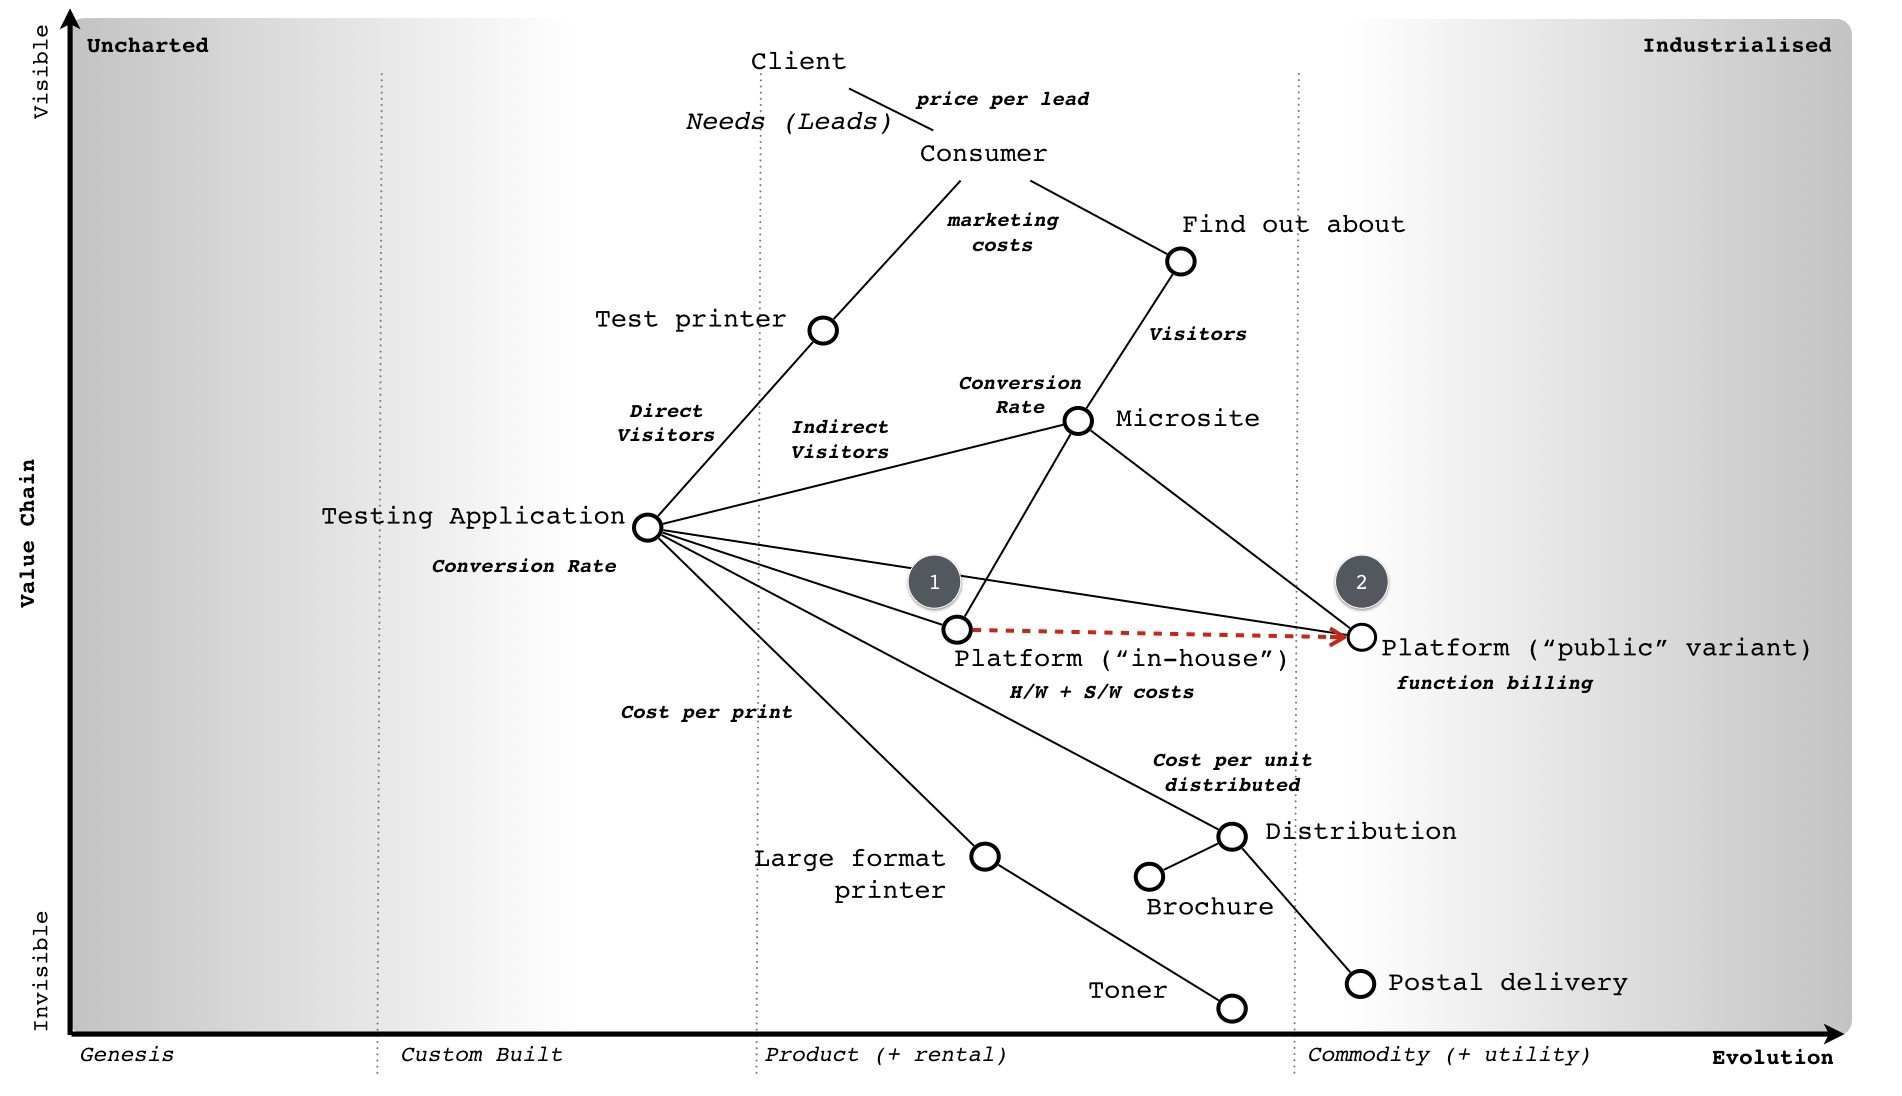 Visible
Uncharted
Industrialised
Client
price per lead
Needs (Leads)
Consumer
marketing
costs
Find out about
Test printer
Visitors
Conversion
Rate
Microsite
Direct
Visitors
Indirect
Visitors
Value Chain
Testing Application
Conversion Rate
1
2
Platform (“in-house”)
H/W + S/W costs
Platform (“public” variant)
function billing
Cost per print
Cost per unit
distributed
Distribution
Large format
printer
Brochure
Toner
Postal delivery
Invisible
Genesis
Custom Built
Product (+ rental)
Commodity (+ utility)
Evolution